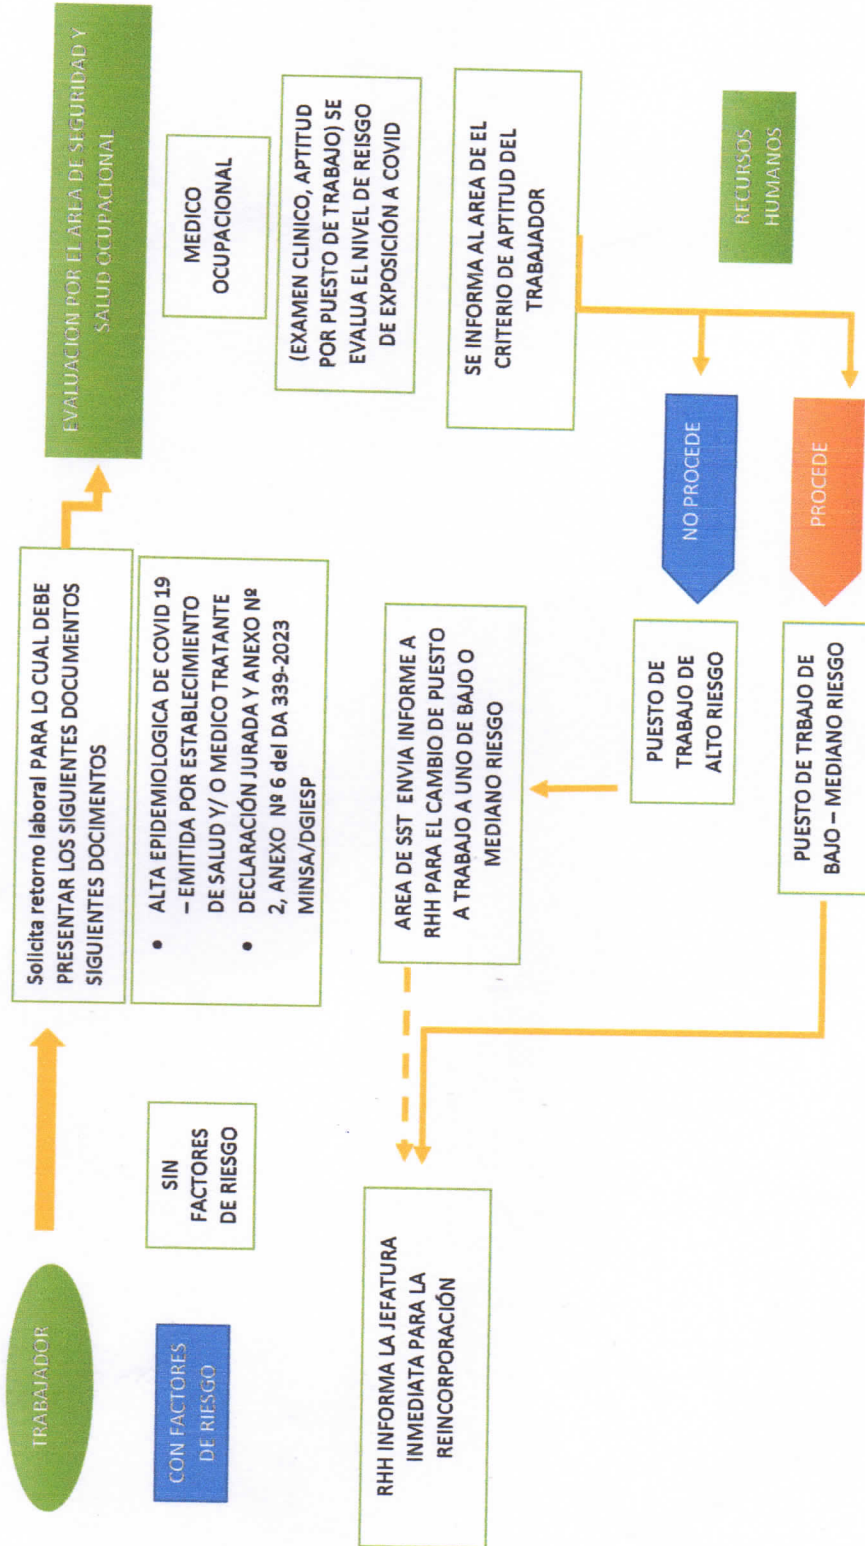 TRABAJADOR
CON FACTORES
DE RIESGO
SIN
FACTORES
DE RIESGO
Solicita retorno laboral PARA LO CUAL DEBE
PRESENTAR LOS SIGUIENTES DOCUMENTOS
SIGUIENTES DOCIMENTOS
• ALTA EPIDEMIOLOGICA DE COVID 19
– EMITIDA POR ESTABLECIMIENTO
DE SALUD Y/ O MEDICO TRATANTE
• DECLARACIÓN JURADA Y ANEXO Nº
2, ANEXO Nº 6 del DA 339-2023
MINSA/DGIESP
EVALUACIÓN POR EL AREA DE SEGURIDAD Y
SALUD OCUPACIONAL
MEDICO
OCUPACIONAL
(EXAMEN CLINICO, APTITUD
POR PUESTO DE TRABAJO) SE
EVALUA EL NIVEL DE REISGO
DE EXPOSICIÓN A COVID
SE INFORMA AL AREA DE EL
CRITERIO DE APTITUD DEL
TRABAJADOR
RECURSOS
HUMANOS
NO PROCEDE
PROCEDE
PUESTO DE
TRABAJO DE
ALTO RIESGO
PUESTO DE TRBAJO DE
BAJO – MEDIANO RIESGO
AREA DE SST ENVIA INFORME A
RHH PARA EL CAMBIO DE PUESTO
A TRABAJO A UNO DE BAJO O
MEDIANO RIESGO
RHH INFORMA LA JEFATURA
INMEDIATA PARA LA
REINCORPORACIÓN